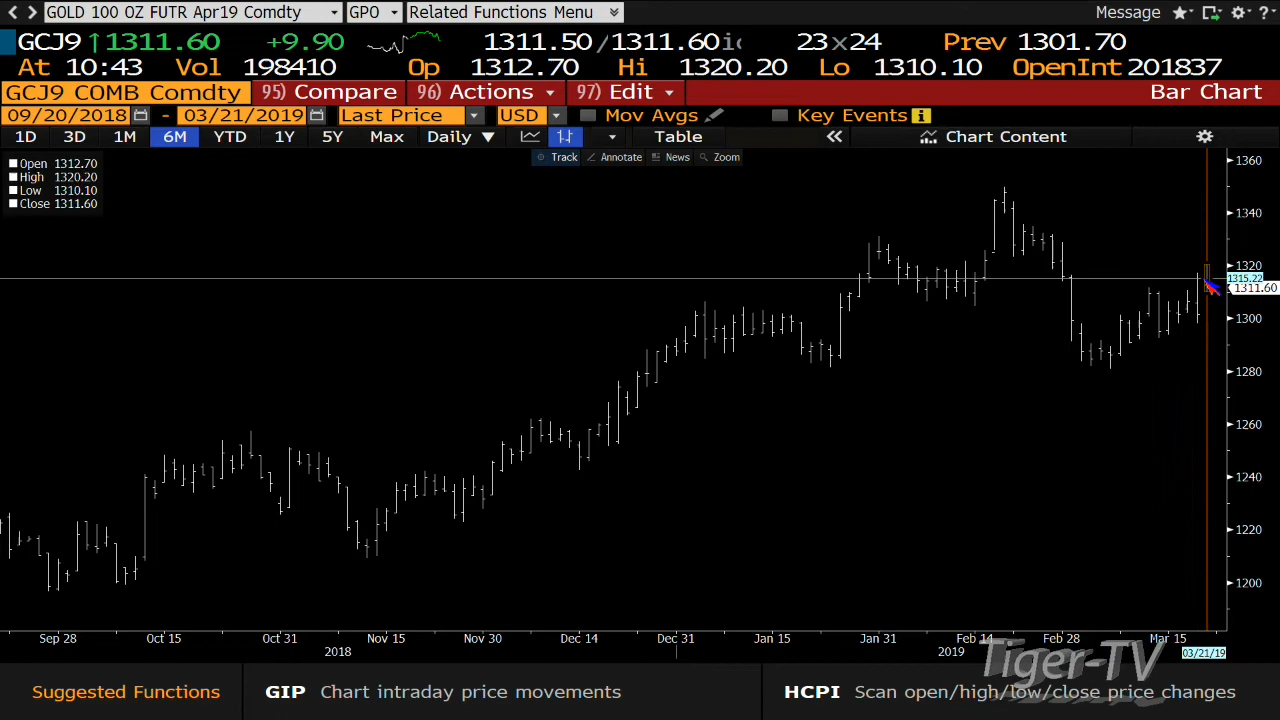 GOLD 100 OZ FUTR Apr19 Comdty GPO Related Functions Menu Message ?
GCJ9 ↑1311.60 +9.90 1311.50/1311.60 23x24 Prev 1301.70
At 10:43 Vol 198410 Op 1312.70 Hi 1320.20 Lo 1310.10 OpenInt 201837
GCJ9 COMB Comdty 95) Compare 96) Actions 97) Edit Bar Chart
09/20/2018 - 03/21/2019 Last Price USD Mov Avgs Key Events i
1D 3D 1M 6M YTD 1Y 5Y Max Daily ▼ Table « Chart Content
Track Annotate News Zoom
Open 1312.70
High 1320.20
Low 1310.10
Close 1311.60
1360
1340
1320
1315.22
1311.60
1300
1280
1260
1240
1220
1200
Sep 28 Oct 15 Oct 31 Nov 15 Nov 30 Dec 14 Dec 31 Jan 15 Jan 31 Feb 14 Feb 28 Mar 15
2018 2019 03/21/19
Tiger-TV
Suggested Functions GIP Chart intraday price movements HCPI Scan open/high/low/close price changes